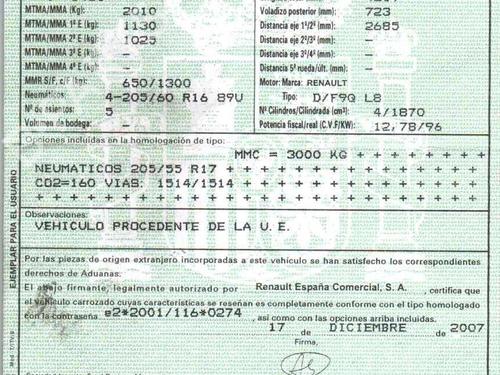 MTMA/MMA (Kg): 2010
Voladizo posterior (mm): 723
MTMA/MMA 1º E (kg): 1130
Distancia eje 1º/2º (mm): 2685
MTMA/MMA 2º E (kg): 1025
Distancia eje 2º/3º (mm): –
MTMA/MMA 3º E (kg): –
Distancia eje 3º/4º (mm): –
MTMA/MMA 4º E (kg): –
Distancia 5ª rueda/últ. (mm): –
MMR S/F. c/F (kg): 650/1300
Motor: Marca: RENAULT
Neumáticos: 4-205/60 R16 89U
Tipo: D/F9Q L8
Nº de asientos: 5
Nº Cilindros/Cilindrada (cm³): 4/1870
Volumen de bodega: –
Potencia fiscal/real (C.V.F/KW): 12,78/96
Opciones incluidas en la homologación de tipo:
MMC = 3000 KG + + + + + + + + + + +
NEUMATICOS 205/55 R17 + + + + + + + + + + + + + + + + +
CO2=160 VIAS: 1514/1514 + + + + + + + + + + + + + + + +
Observaciones:
VEHICULO PROCEDENTE DE LA U.E.
Por las piezas de origen extranjero incorporadas a este vehículo se han satisfecho los correspondientes
derechos de Aduanas.
El abajo firmante, legalmente autorizado por Renault España Comercial, S. A. , certifica que
el vehículo carrozado cuyas características se reseñan es completamente conforme con el tipo homologado
con la contraseña e2*2001/116*0274 , así como con las opciones arriba incluidas.
17 de DICIEMBRE de 2007
Firma,
EJEMPLAR PARA EL USUARIO